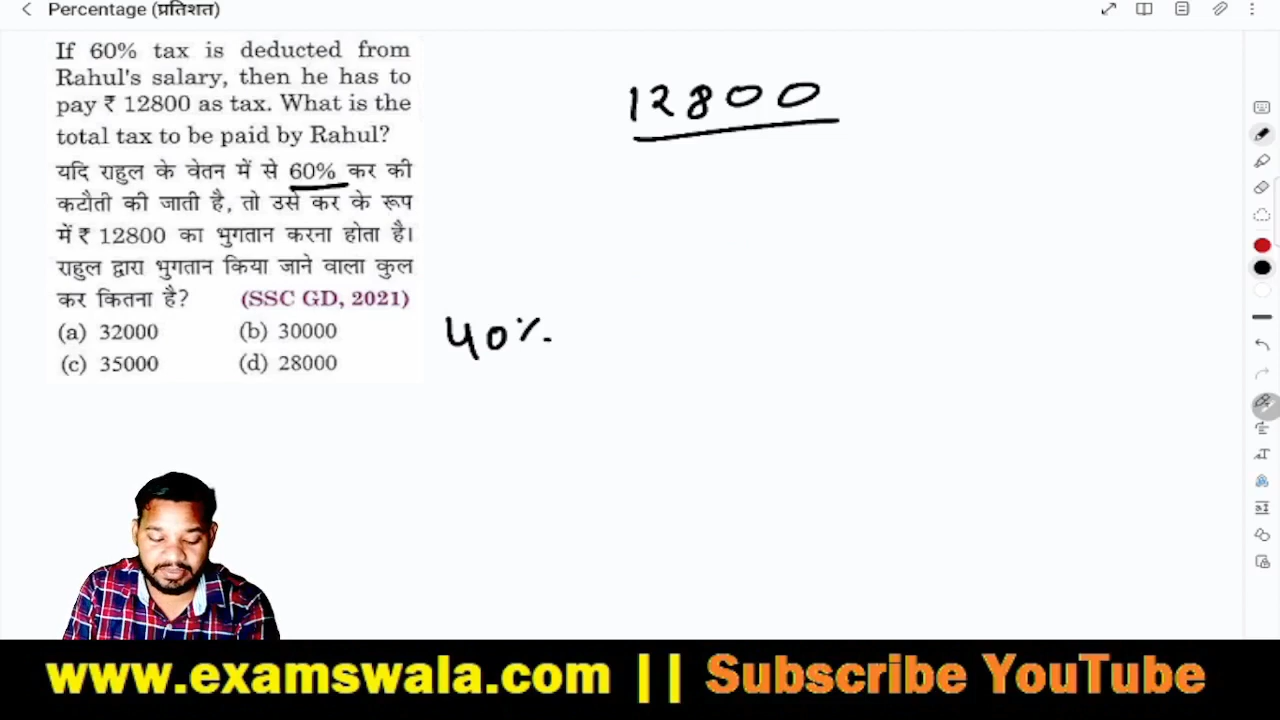 Percentage (प्रतिशत)
If 60% tax is deducted from
Rahul's salary, then he has to
pay ₹ 12800 as tax. What is the
total tax to be paid by Rahul?
यदि राहुल के वेतन में से 60% कर की
कटौती की जाती है, तो उसे कर के रूप
में ₹ 12800 का भुगतान करना होता है।
राहुल द्वारा भुगतान किया जाने वाला कुल
कर कितना है? (SSC GD, 2021)
(a) 32000 (b) 30000
(c) 35000 (d) 28000
12800
40%
www.examswala.com || Subscribe YouTube